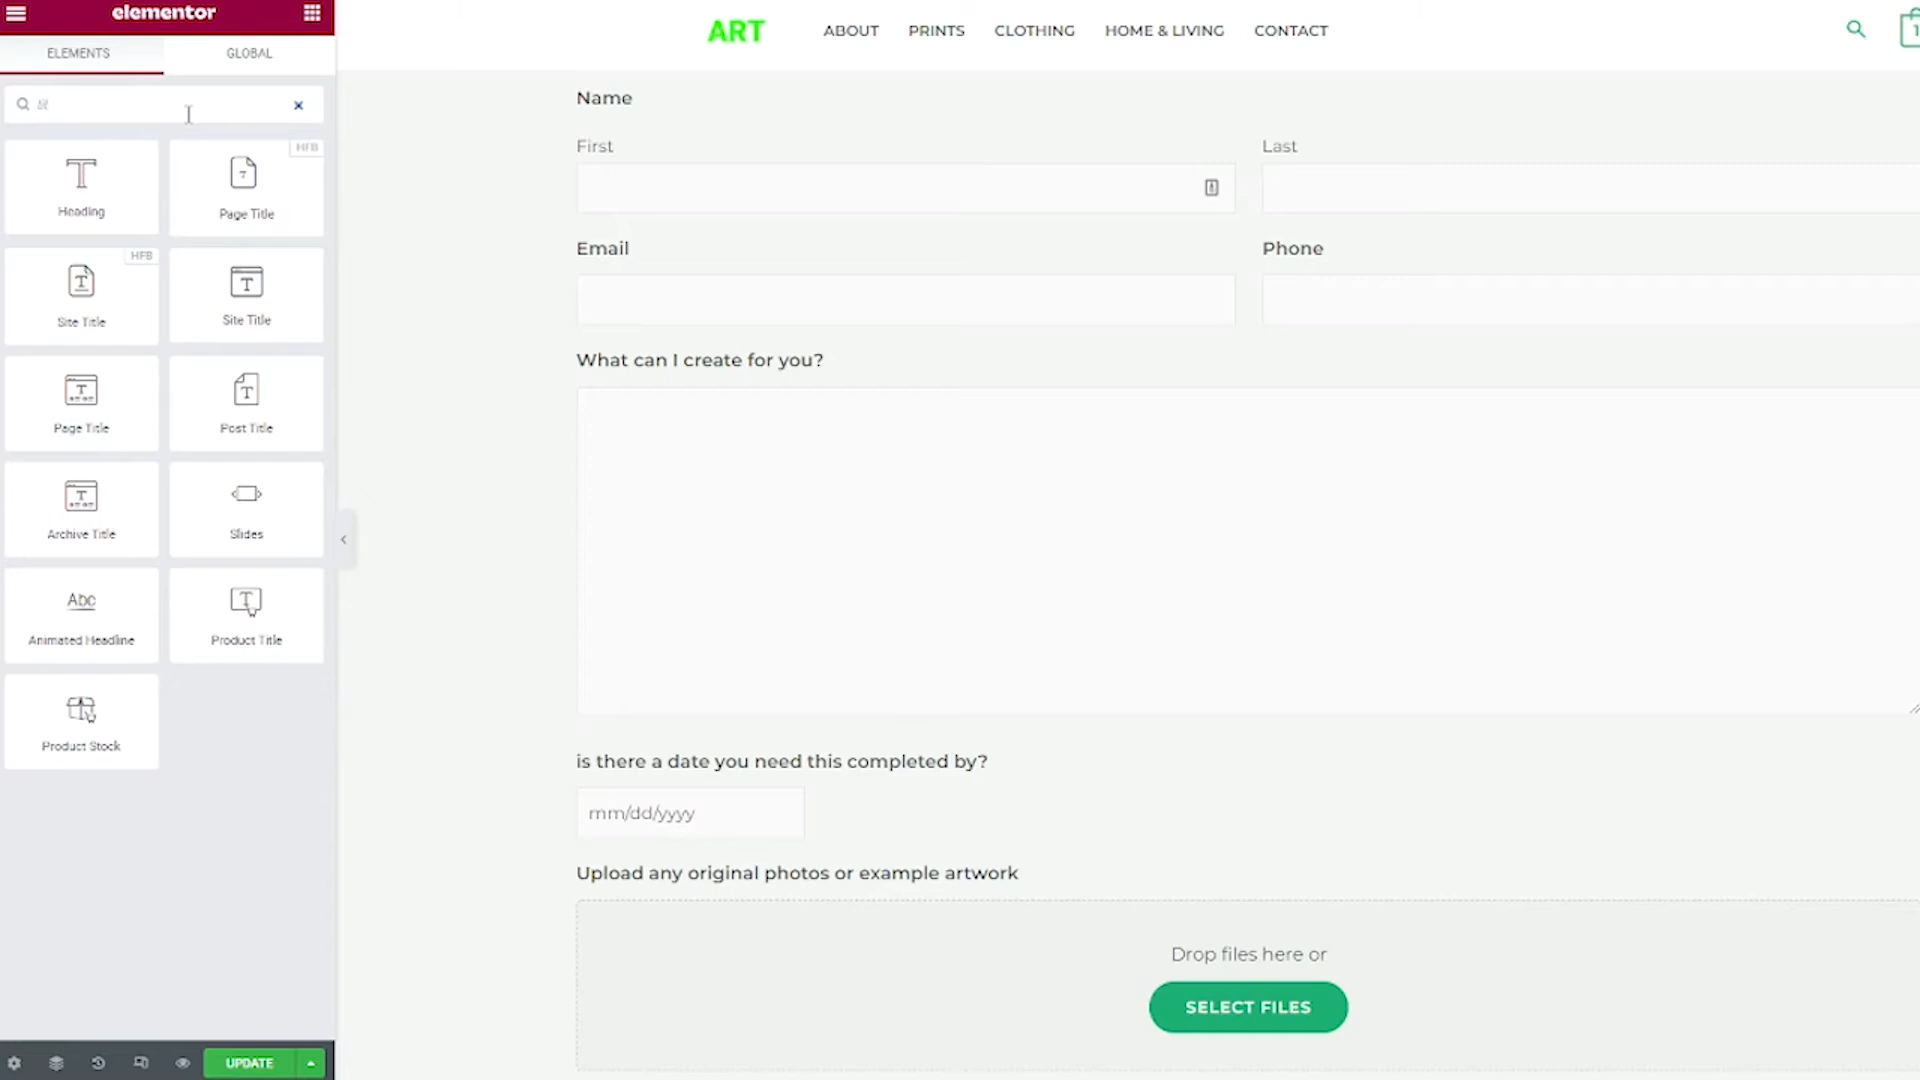 elementor
ART
ABOUT
PRINTS
CLOTHING
HOME & LIVING
CONTACT
1
ELEMENTS
GLOBAL
Name
First
Last
HFB
Heading
Page Title
Email
Phone
HFB
Site Title
Site Title
What can I create for you?
Page Title
Post Title
Archive Title
Slides
Abc
Animated Headline
Product Title
Product Stock
is there a date you need this completed by?
mm/dd/yyyy
Upload any original photos or example artwork
Drop files here or
SELECT FILES
UPDATE